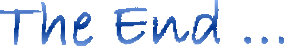 The End ...